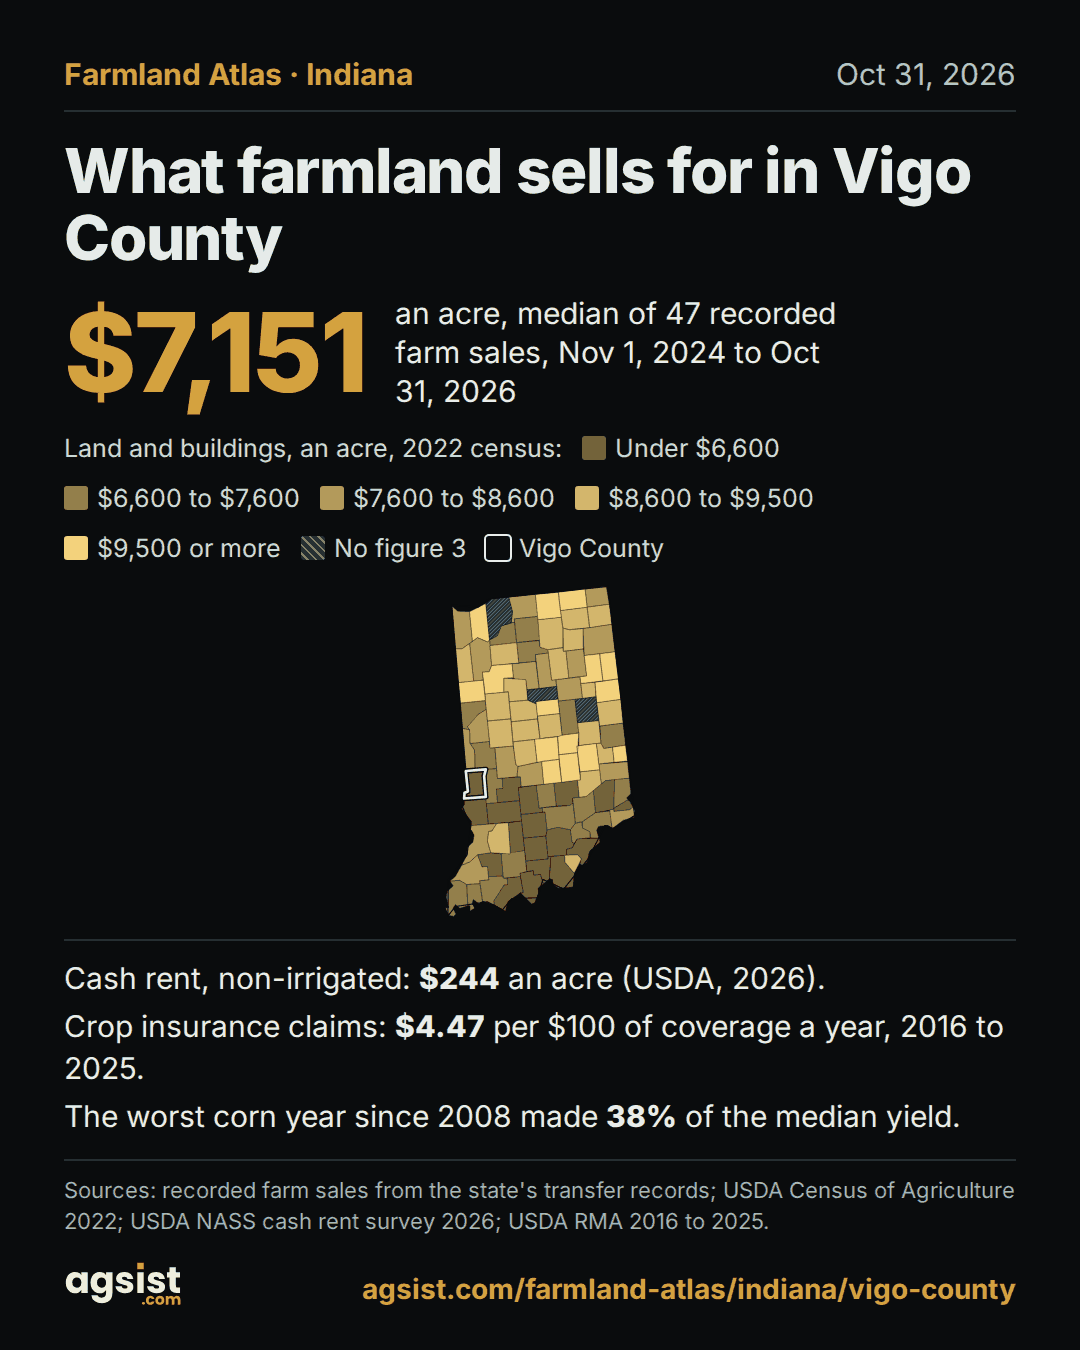 Farmland Atlas · Indiana
Oct 31, 2026
What farmland sells for in Vigo
County
$7,151
an acre, median of 47 recorded
farm sales, Nov 1, 2024 to Oct
31, 2026
Land and buildings, an acre, 2022 census: Under $6,600
$6,600 to $7,600 $7,600 to $8,600 $8,600 to $9,500
$9,500 or more No figure 3 Vigo County
Cash rent, non-irrigated: $244 an acre (USDA, 2026).
Crop insurance claims: $4.47 per $100 of coverage a year, 2016 to
2025.
The worst corn year since 2008 made 38% of the median yield.
Sources: recorded farm sales from the state's transfer records; USDA Census of Agriculture
2022; USDA NASS cash rent survey 2026; USDA RMA 2016 to 2025.
agsist
.com
agsist.com/farmland-atlas/indiana/vigo-county